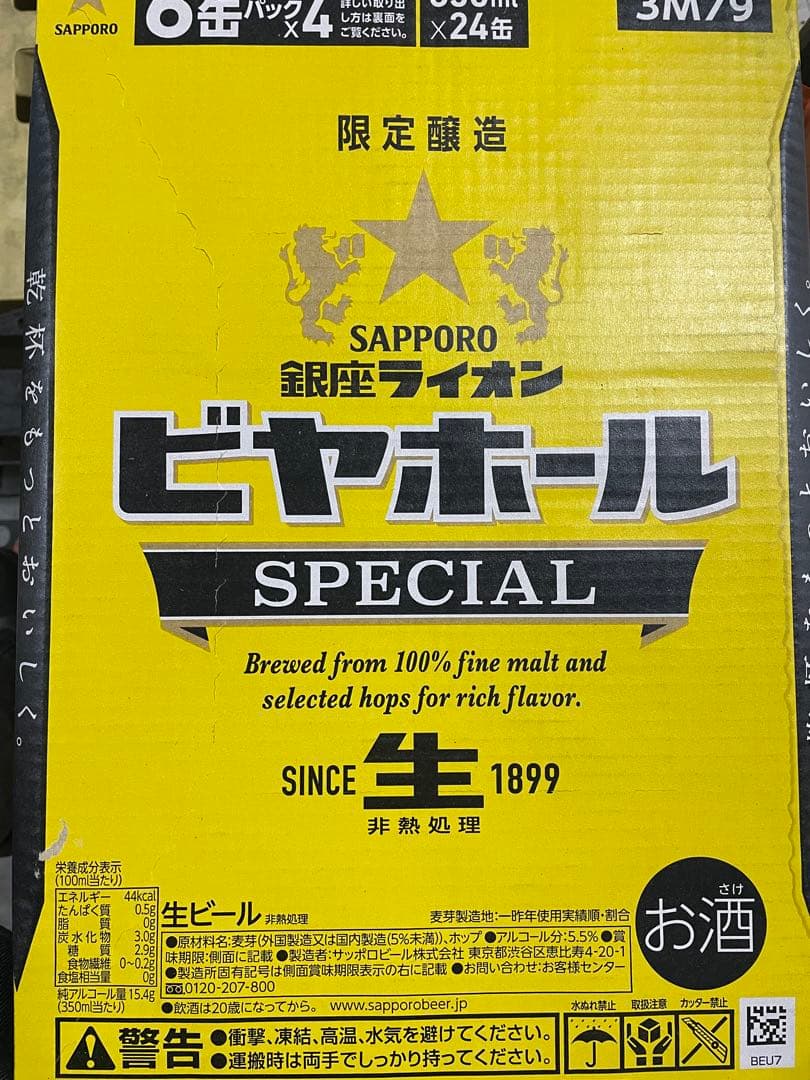 SAPPORO
6缶パック×4
詳しい取り出
し方は裏面を
ご覧ください。
350ml
×24缶
3M79
限定醸造
SAPPORO
銀座ライオン
ビヤホール
SPECIAL
Brewed from 100% fine malt and
selected hops for rich flavor.
SINCE 生 1899
非熱処理
乾杯をもっとおいしく。
栄養成分表示
(100ml当たり)
エネルギー 44kcal
たんぱく質 0.5g
脂質 0g
炭水化物 3.0g
糖質 2.9g
食物繊維 0~0.2g
食塩相当量 0g
純アルコール量 15.4g
(350ml当たり)
生ビール 非熱処理
麦芽製造地:一昨年使用実績順・割合
●原材料名:麦芽(外国製造又は国内製造(5%未満))、ホップ ●アルコール分:5.5% ●賞
味期限:側面に記載 ●製造者:サッポロビール株式会社 東京都渋谷区恵比寿4-20-1
●製造所固有記号は側面賞味期限表示の右に記載 ●お問い合わせ:お客様センター
0120-207-800
●飲酒は20歳になってから。 www.sapporobeer.jp
さけ
お酒
警告
●衝撃、凍結、高温、水気を避けてください。
●運搬時は両手でしっかり持ってください。
水ぬれ禁止 取扱注意 カッター禁止
BEU7